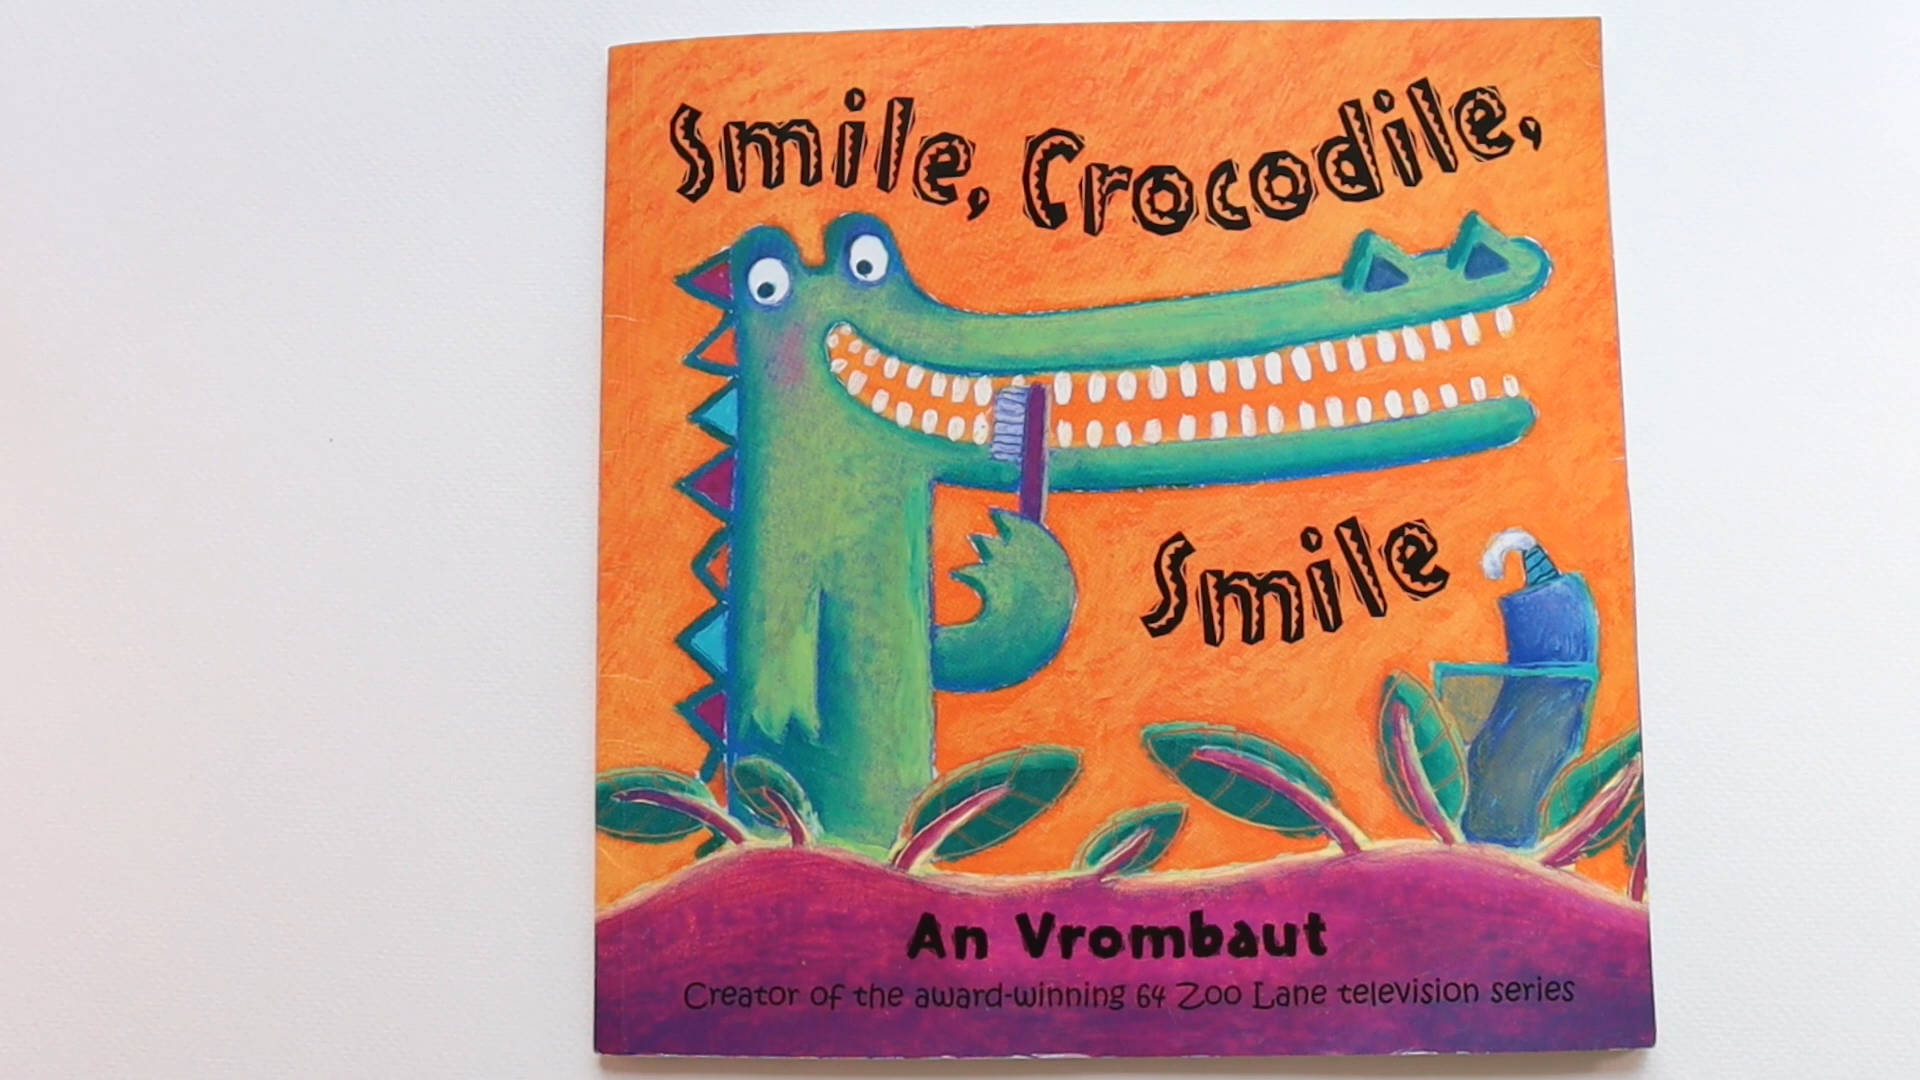 Smile, Crocodile,
Smile
An Vrombaut
Creator of the award-winning 64 Zoo Lane television series